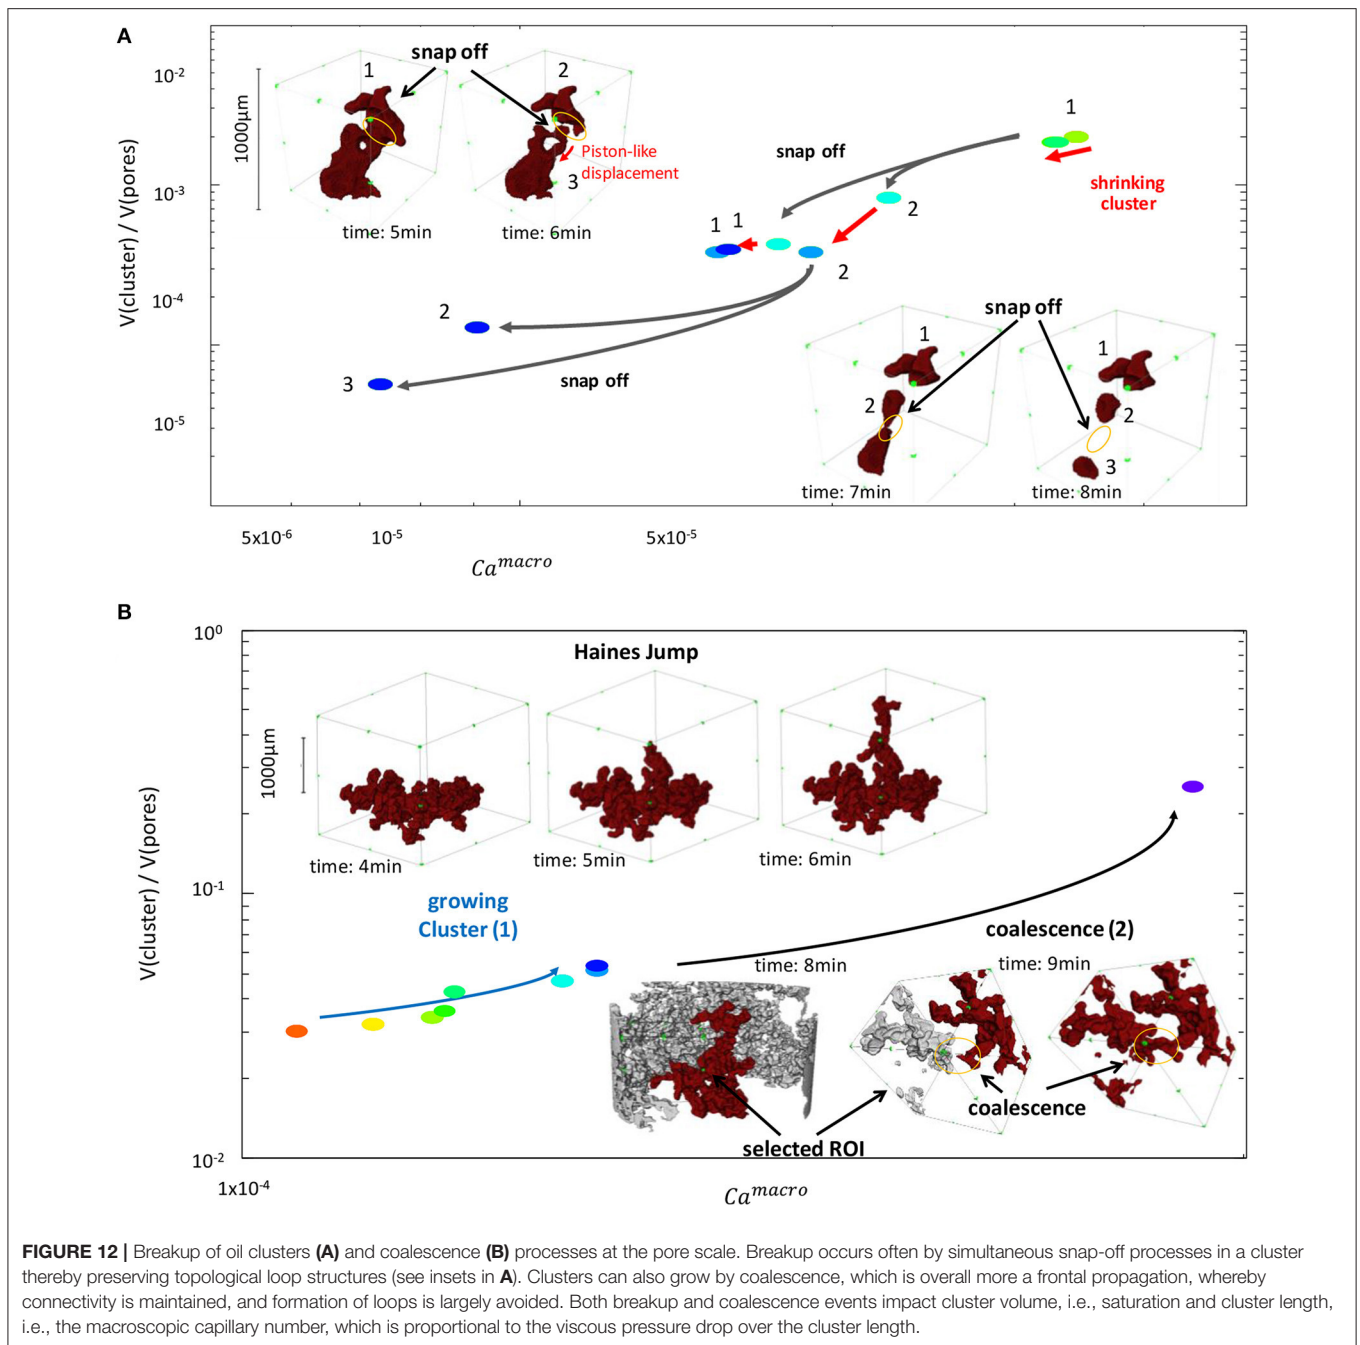 A
snap off
1
2
1000µm
Piston-like
displacement
3
time: 5min
time: 6min
V(cluster) / V(pores)
10⁻²
10⁻³
10⁻⁴
10⁻⁵
snap off
1
shrinking
cluster
2
1 1
2
2
3
snap off
snap off
1
2
time: 7min
1
2
3
time: 8min
5x10⁻⁶
10⁻⁵
5x10⁻⁵
Ca^macro
B
10⁰
10⁻¹
10⁻²
V(cluster) / V(pores)
Haines Jump
1000µm
time: 4min
time: 5min
time: 6min
growing
Cluster (1)
coalescence (2)
time: 8min
time: 9min
coalescence
selected ROI
1x10⁻⁴
Ca^macro
FIGURE 12 | Breakup of oil clusters (A) and coalescence (B) processes at the pore scale. Breakup occurs often by simultaneous snap-off processes in a cluster
thereby preserving topological loop structures (see insets in A). Clusters can also grow by coalescence, which is overall more a frontal propagation, whereby
connectivity is maintained, and formation of loops is largely avoided. Both breakup and coalescence events impact cluster volume, i.e., saturation and cluster length,
i.e., the macroscopic capillary number, which is proportional to the viscous pressure drop over the cluster length.